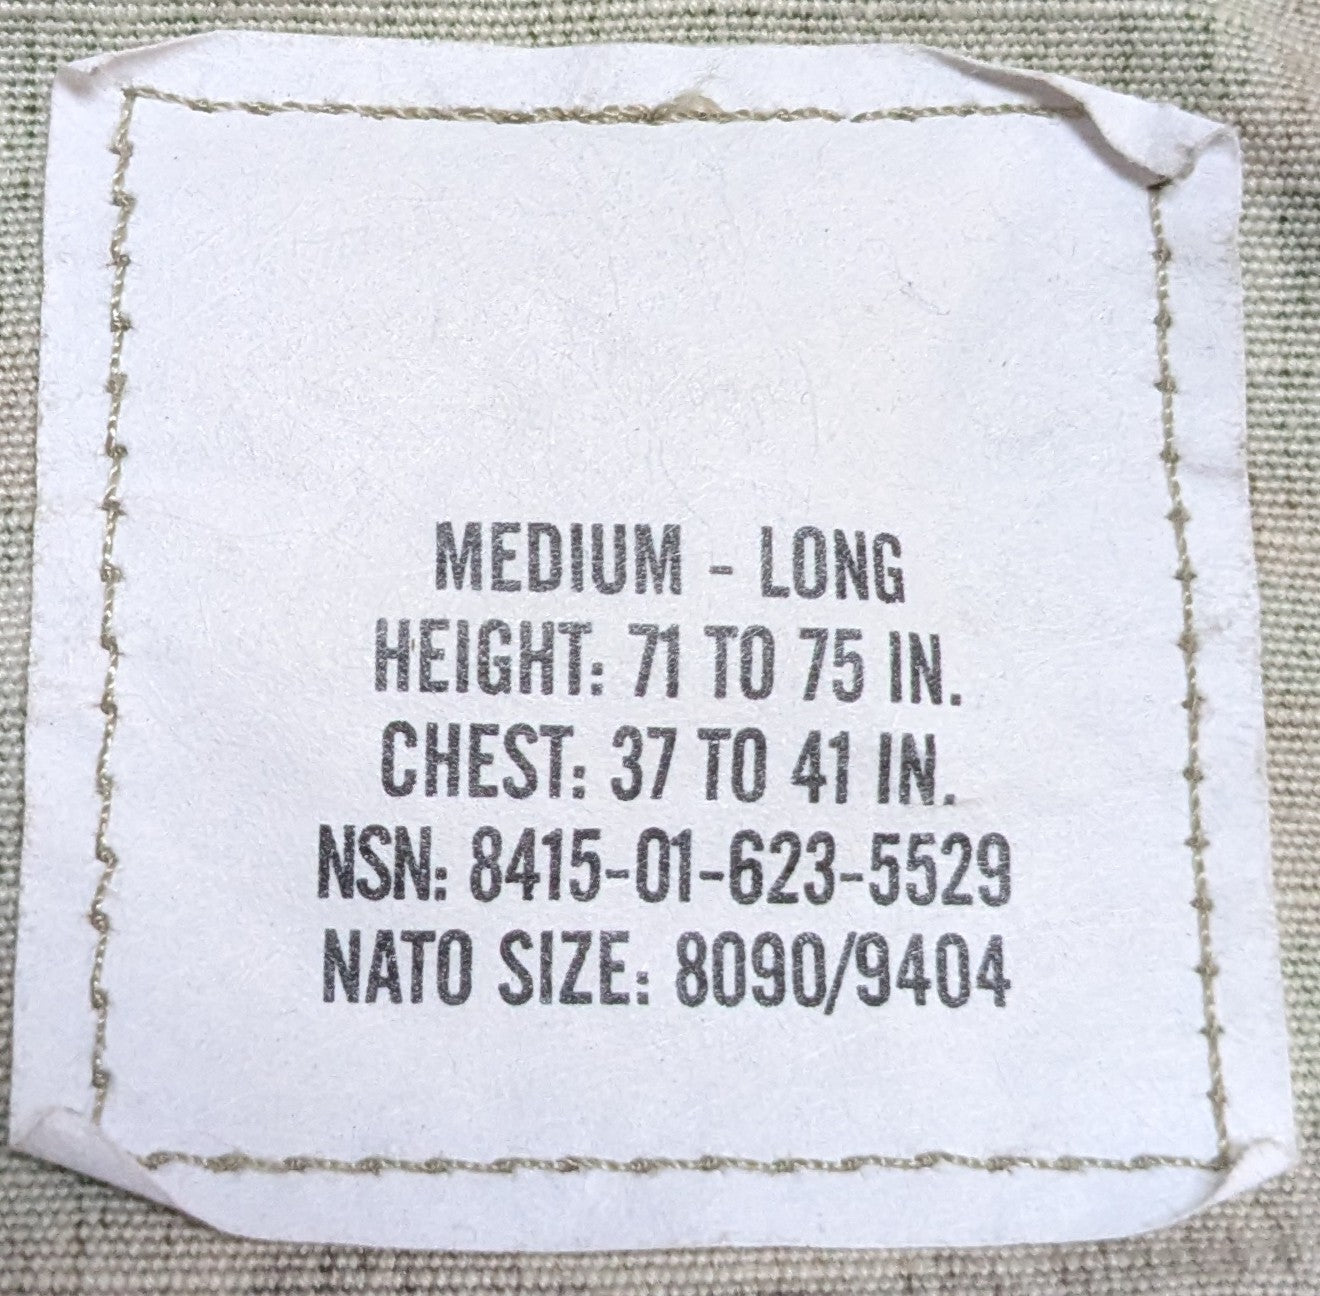 MEDIUM - LONG
HEIGHT: 71 TO 75 IN.
CHEST: 37 TO 41 IN.
NSN: 8415-01-623-5529
NATO SIZE: 8090/9404